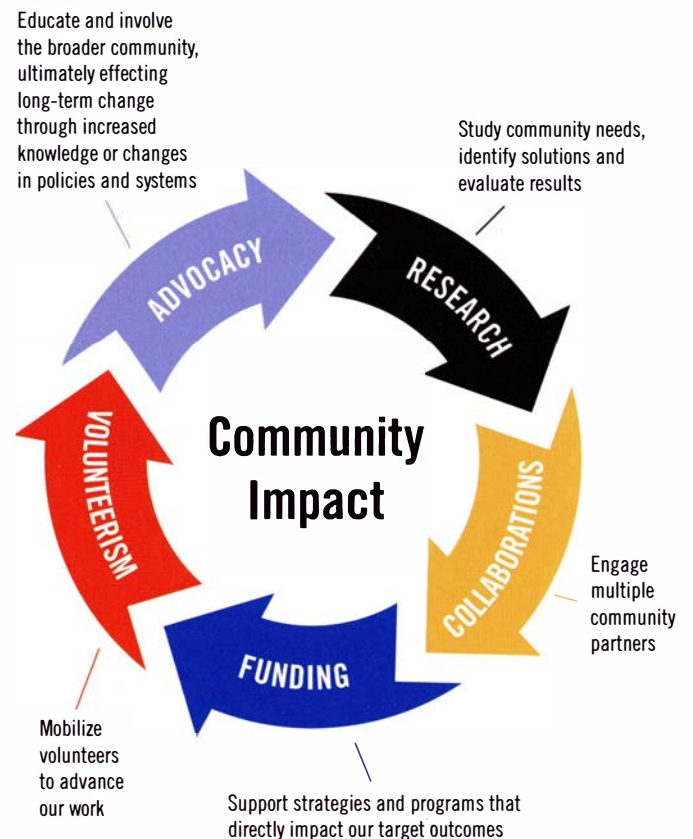 Educate and involve
the broader community,
ultimately effecting
long-term change
through increased
knowledge or changes
in policies and systems
Study community needs,
identify solutions and
evaluate results
ADVOCACY
RESEARCH
Community
Impact
VOLUNTEERISM
COLLABORATIONS
Engage
multiple
community
partners
FUNDING
Mobilize
volunteers
to advance
our work
Support strategies and programs that
directly impact our target outcomes